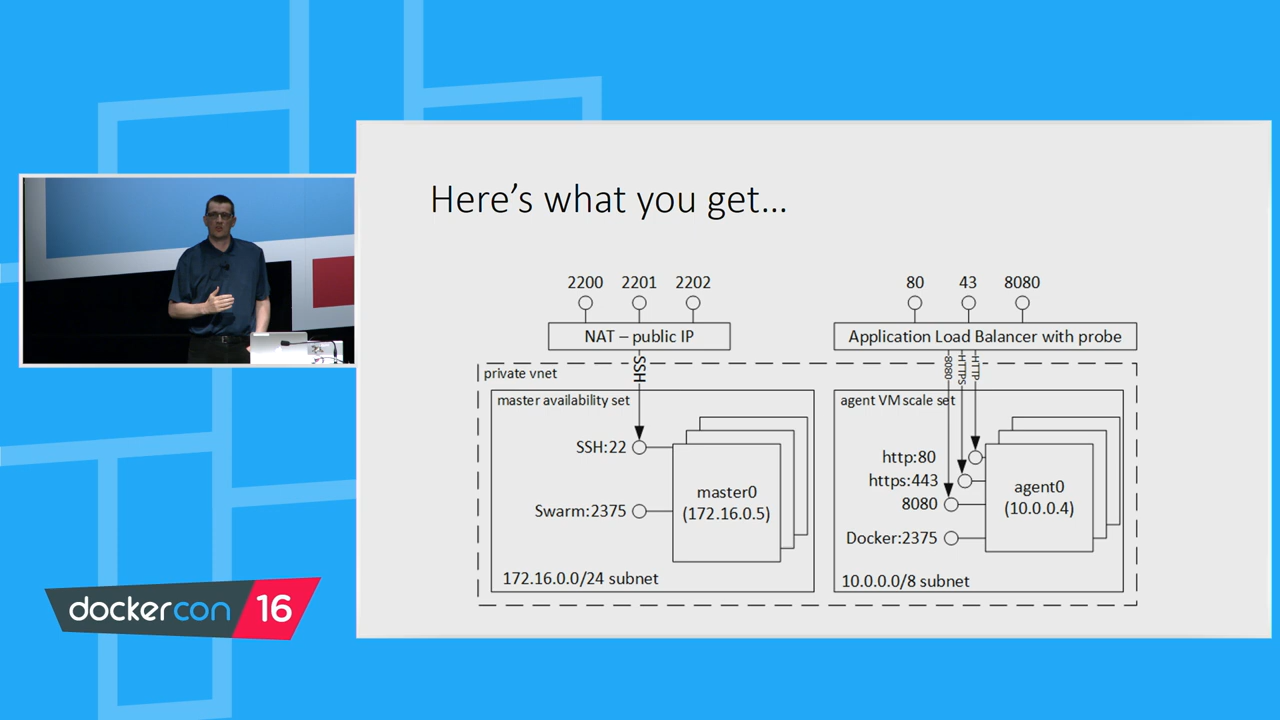 Here's what you get...
2200 2201 2202
80 43 8080
NAT – public IP
Application Load Balancer with probe
SSH
8080
HTTPS
HTTP
private vnet
master availability set
agent VM scale set
SSH:22
http:80
https:443
master0
(172.16.0.5)
agent0
(10.0.0.4)
8080
Swarm:2375
Docker:2375
172.16.0.0/24 subnet
10.0.0.0/8 subnet
dockercon 16